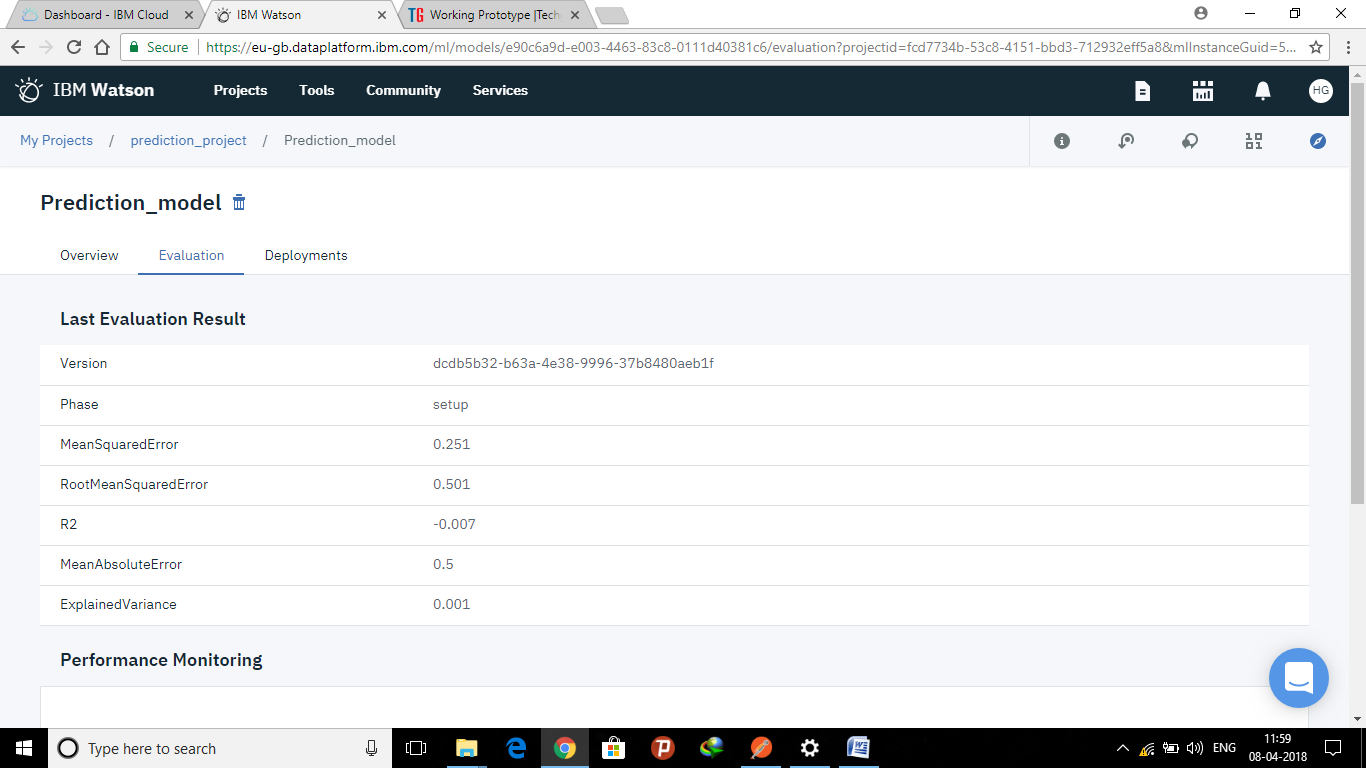 Dashboard - IBM Cloud
IBM Watson
TG Working Prototype |Tech
Secure
https://eu-gb.dataplatform.ibm.com/ml/models/e90c6a9d-e003-4463-83c8-0111d40381c6/evaluation?projectid=fcd7734b-53c8-4151-bbd3-712932eff5a8&mlInstanceGuid=5...
IBM Watson
Projects
Tools
Community
Services
HG
My Projects / prediction_project / Prediction_model
Prediction_model
Overview
Evaluation
Deployments
Last Evaluation Result
Version dcdb5b32-b63a-4e38-9996-37b8480aeb1f
Phase setup
MeanSquaredError 0.251
RootMeanSquaredError 0.501
R2 -0.007
MeanAbsoluteError 0.5
ExplainedVariance 0.001
Performance Monitoring
Type here to search
ENG
11:59
08-04-2018